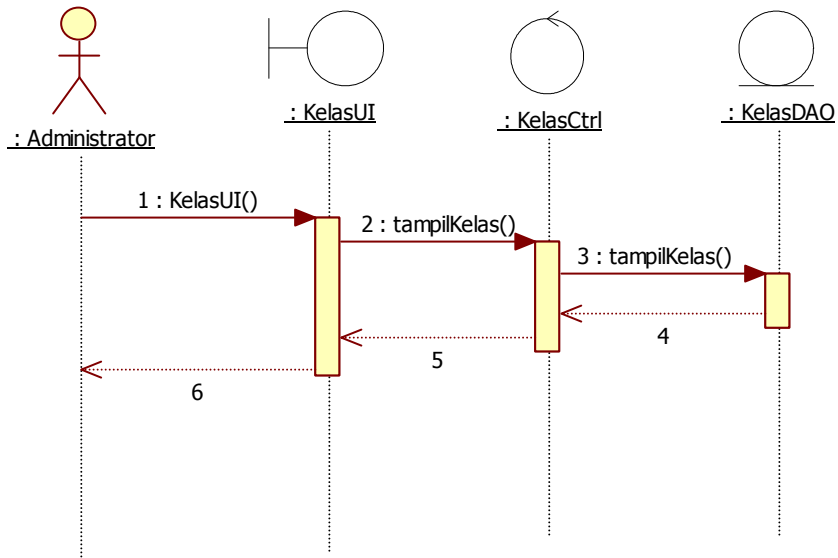 : Administrator
: KelasUI
: KelasCtrl
: KelasDAO
1 : KelasUI()
2 : tampilKelas()
3 : tampilKelas()
4
5
6